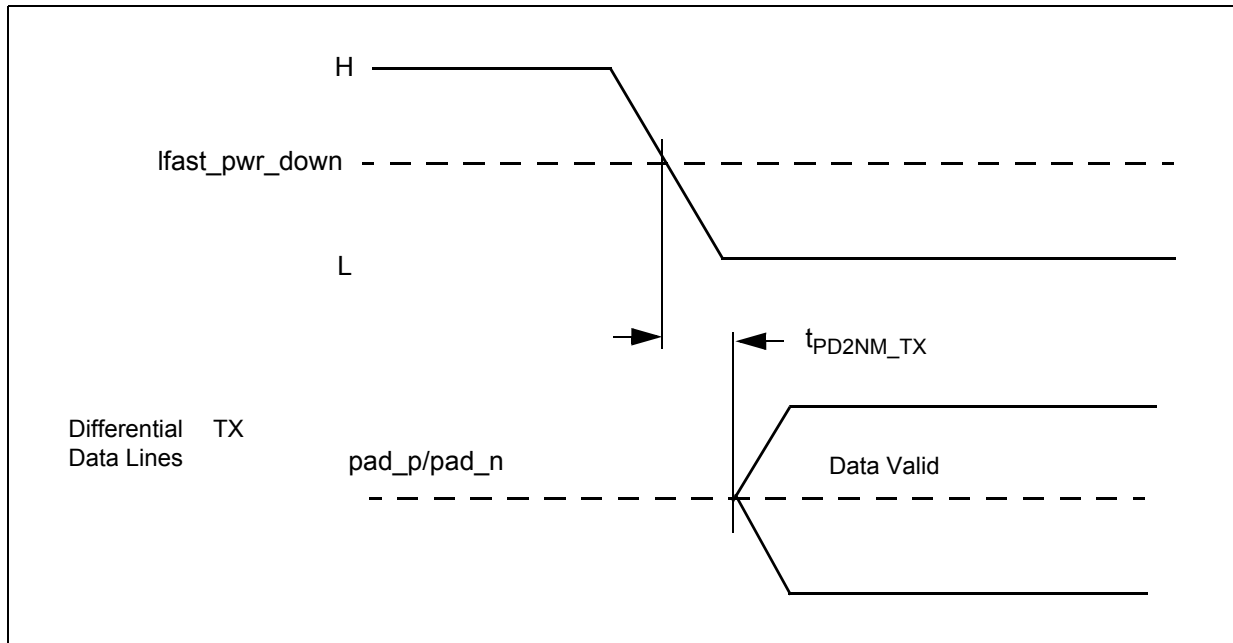 H
lfast_pwr_down
L
tPD2NM_TX
Differential TX
Data Lines
pad_p/pad_n
Data Valid